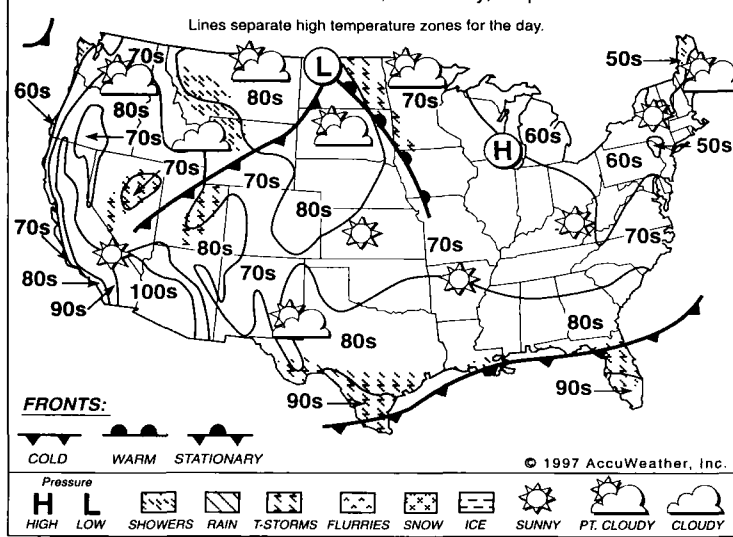 Lines separate high temperature zones for the day.
70s
50s
60s
80s
80s
70s
L
70s
60s
70s
H
60s
50s
70s
70s
80s
70s
70s
80s
80s
70s
80s
90s
100s
80s
80s
90s
90s
FRONTS:
COLD WARM STATIONARY
© 1997 AccuWeather, Inc.
Pressure
H L
HIGH LOW SHOWERS RAIN T-STORMS FLURRIES SNOW ICE SUNNY PT. CLOUDY CLOUDY